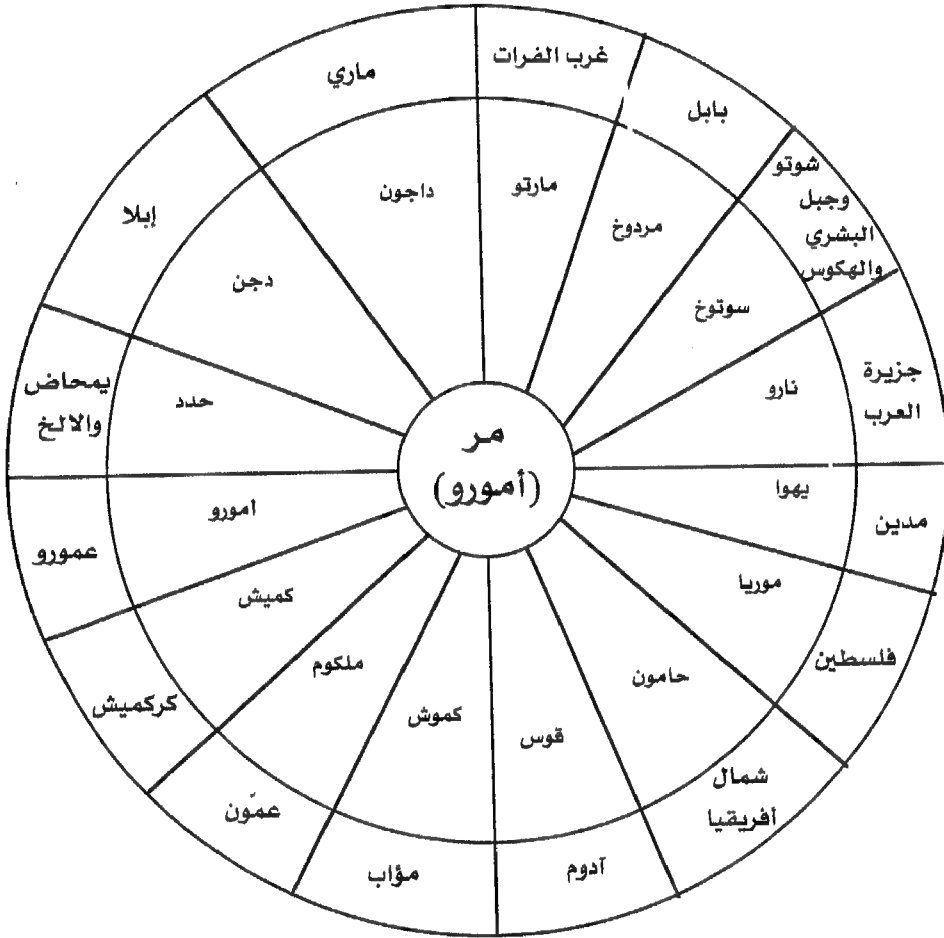 غرب الفرات
مارتو
بابل
مردوخ
شوتو
وجبل
البشري
والهكوس
سوتوخ
جزيرة
العرب
نارو
مدين
يهوا
فلسطين
موريا
شمال
أفريقيا
حامون
آدوم
قوس
مؤاب
كموش
عمّون
ملكوم
كركميش
كميش
عمورو
امورو
يمحاض
والالخ
حدد
إبلا
دجن
ماري
داجون
مر
(أمورو)